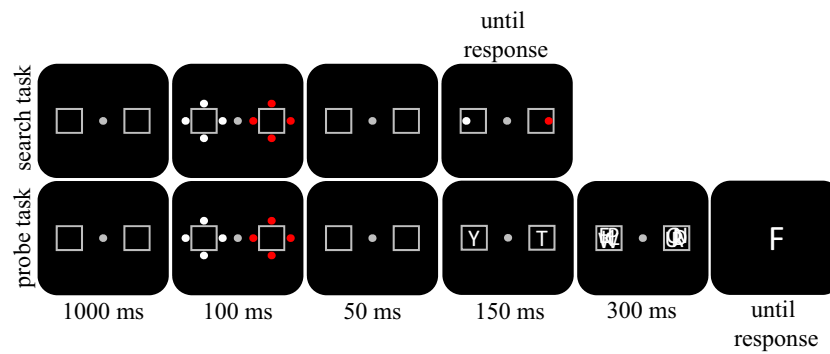 until
response
search task
probe task
Y
T
F
1000 ms
100 ms
50 ms
150 ms
300 ms
until
response